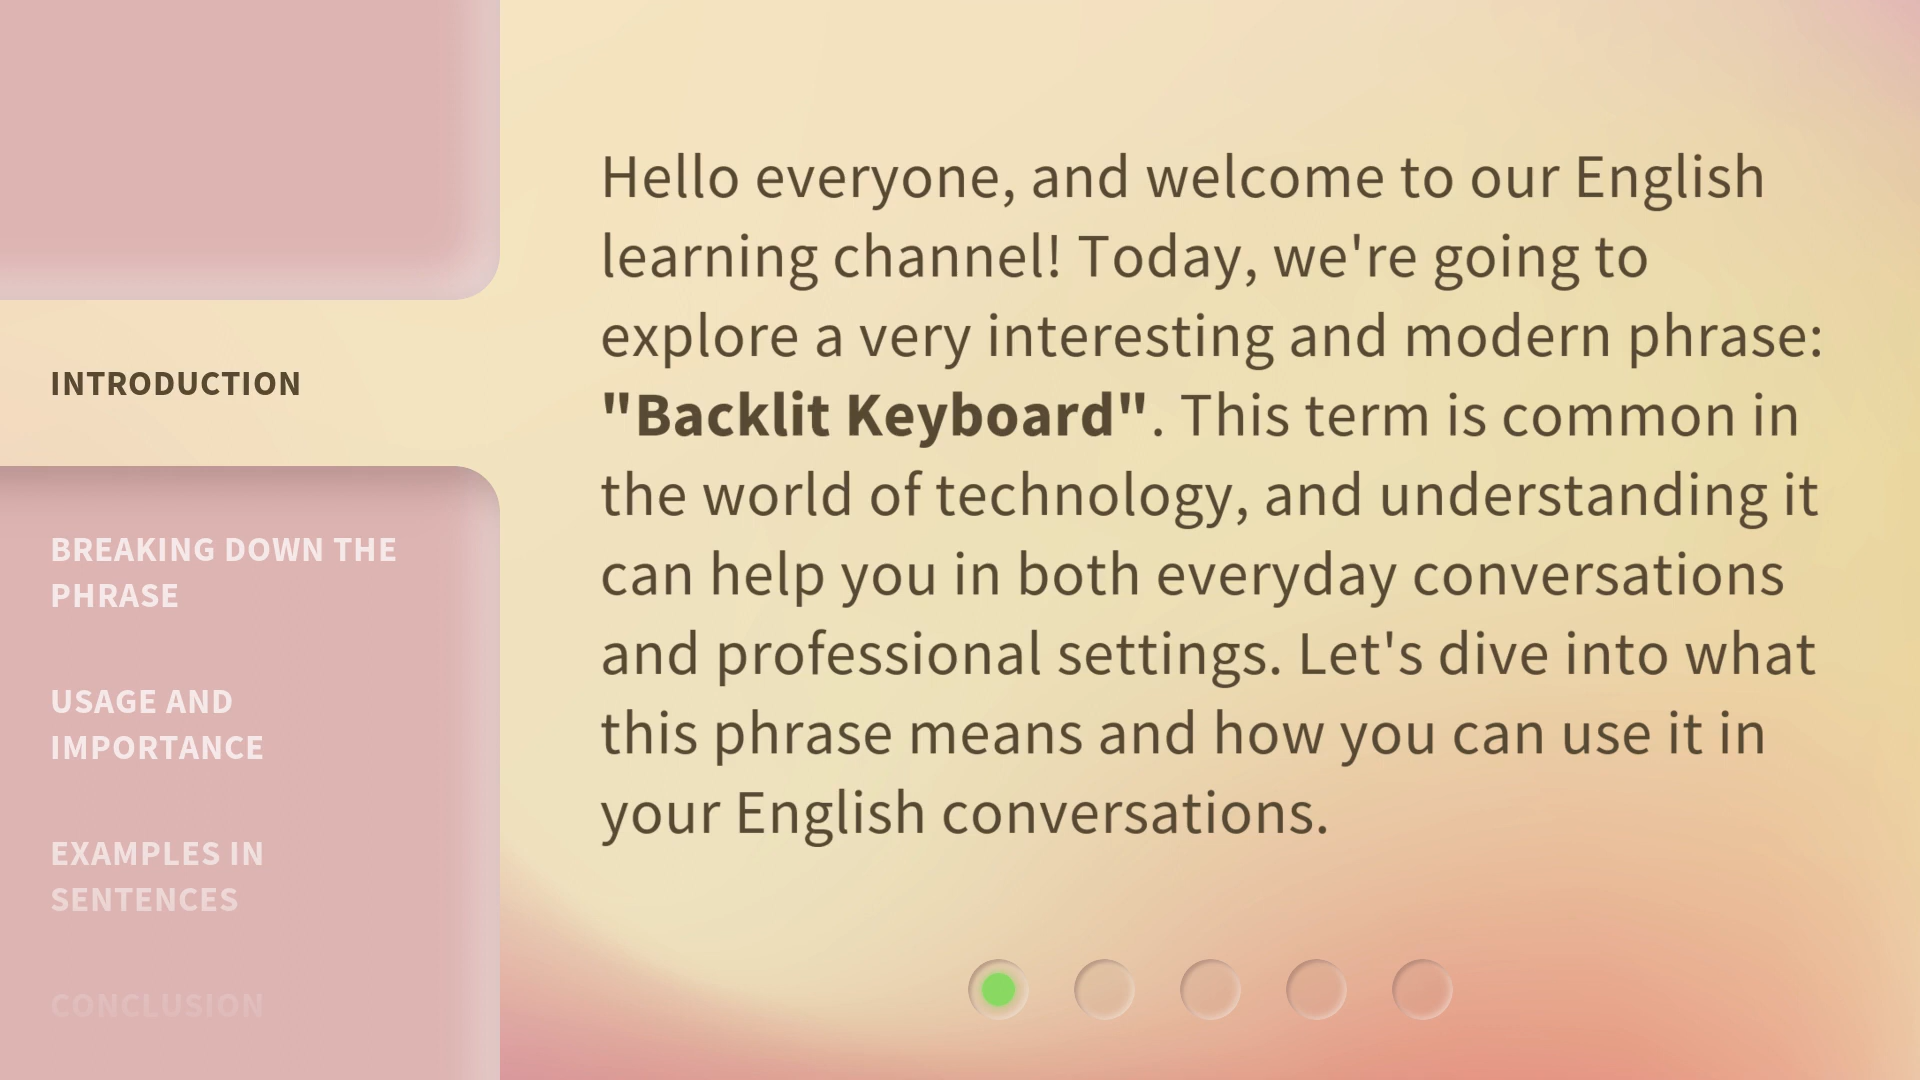 INTRODUCTION
BREAKING DOWN THE
PHRASE
USAGE AND
IMPORTANCE
EXAMPLES IN
SENTENCES
CONCLUSION
Hello everyone, and welcome to our English
learning channel! Today, we're going to
explore a very interesting and modern phrase:
"Backlit Keyboard". This term is common in
the world of technology, and understanding it
can help you in both everyday conversations
and professional settings. Let's dive into what
this phrase means and how you can use it in
your English conversations.